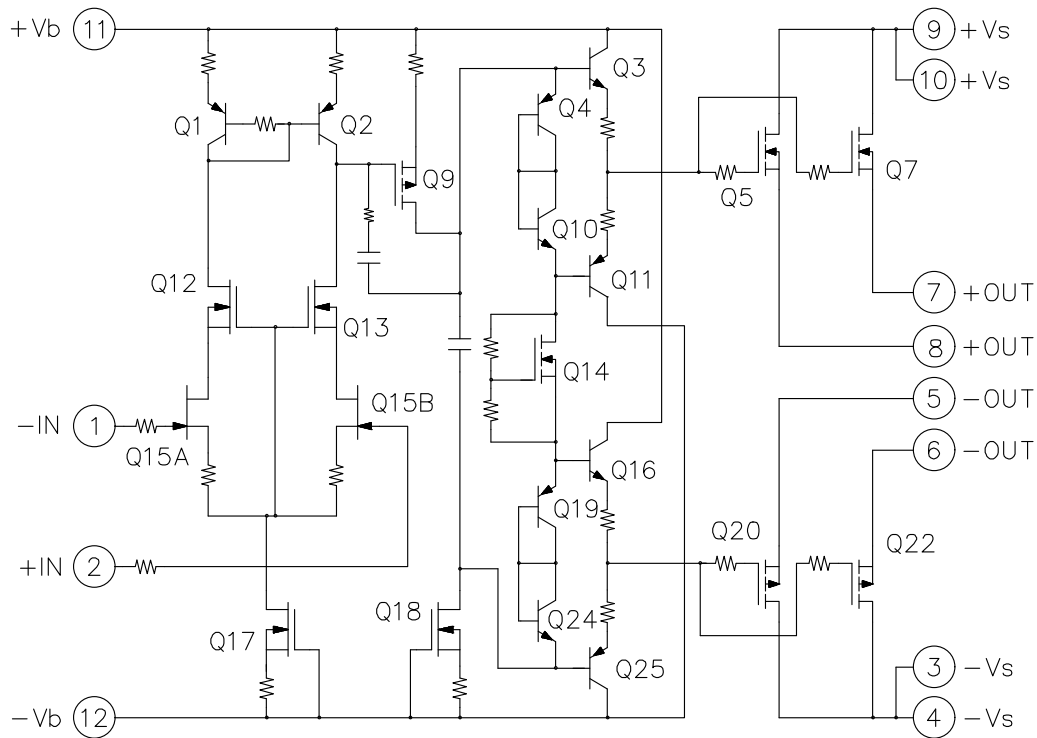 +Vb 11
9 +Vs
10 +Vs
Q1
Q2
Q3
Q4
Q9
Q5
Q7
Q10
Q11
Q12
Q13
7 +OUT
8 +OUT
Q14
-IN 1
Q15A
Q15B
5 -OUT
6 -OUT
Q16
Q19
Q20
Q22
+IN 2
Q17
Q18
Q24
Q25
3 -Vs
-Vb 12
4 -Vs